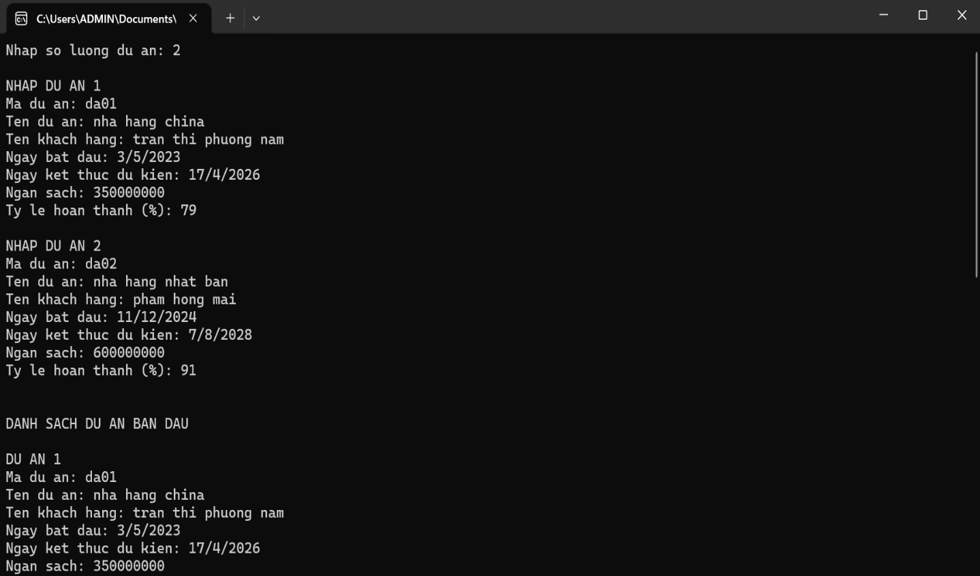 C:\Users\ADMIN\Documents\
Nhap so luong du an: 2
NHAP DU AN 1
Ma du an: da01
Ten du an: nha hang china
Ten khach hang: tran thi phuong nam
Ngay bat dau: 3/5/2023
Ngay ket thuc du kien: 17/4/2026
Ngan sach: 350000000
Ty le hoan thanh (%): 79
NHAP DU AN 2
Ma du an: da02
Ten du an: nha hang nhat ban
Ten khach hang: pham hong mai
Ngay bat dau: 11/12/2024
Ngay ket thuc du kien: 7/8/2028
Ngan sach: 600000000
Ty le hoan thanh (%): 91
DANH SACH DU AN BAN DAU
DU AN 1
Ma du an: da01
Ten du an: nha hang china
Ten khach hang: tran thi phuong nam
Ngay bat dau: 3/5/2023
Ngay ket thuc du kien: 17/4/2026
Ngan sach: 350000000